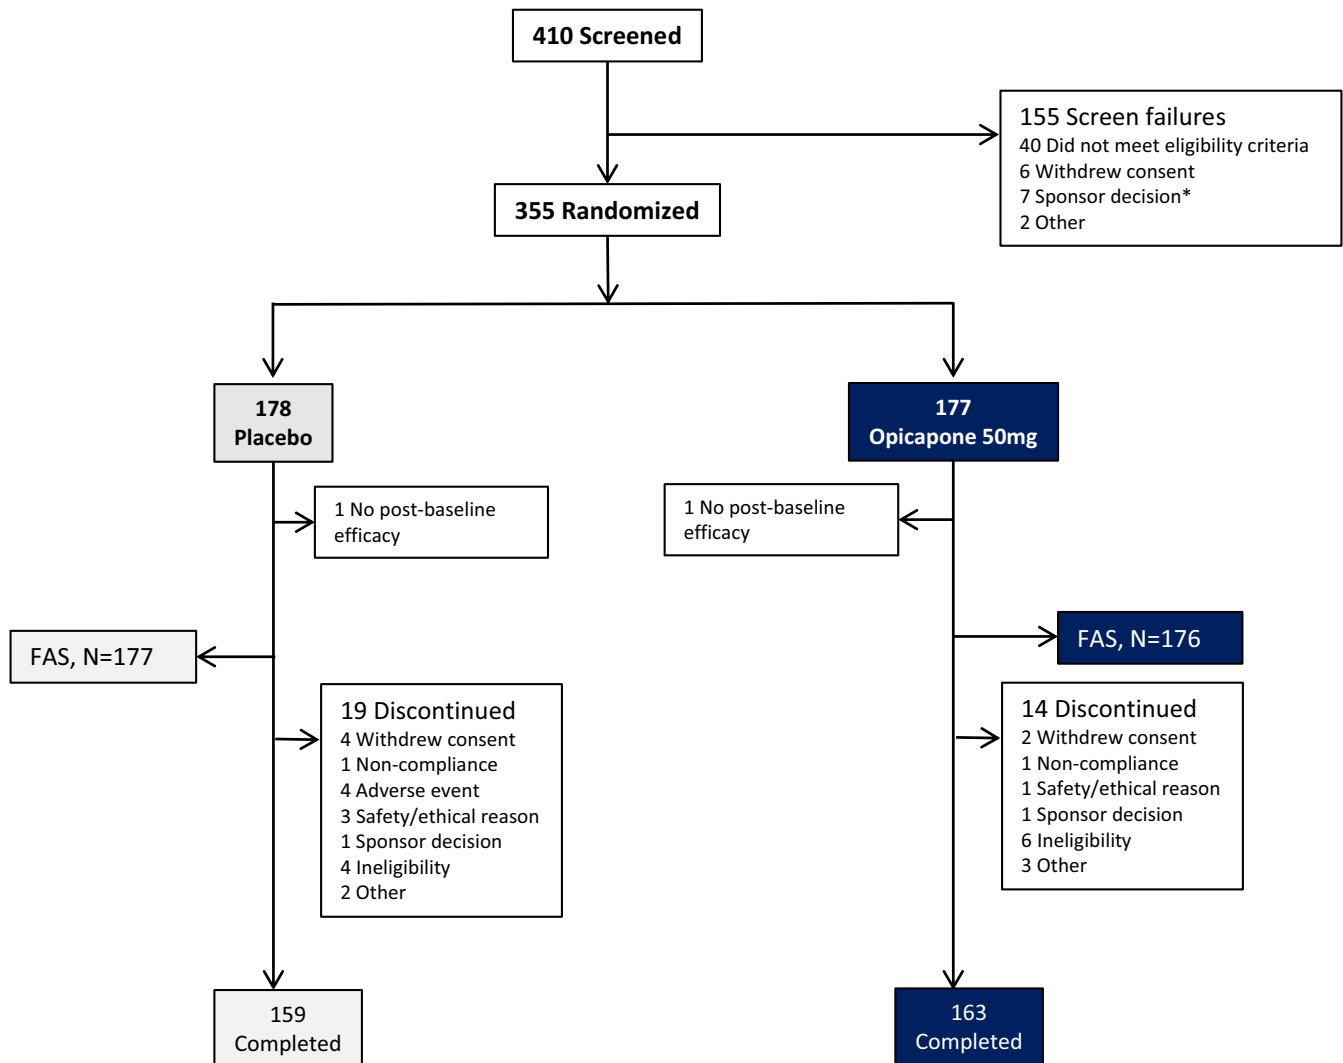 410 Screened
155 Screen failures
40 Did not meet eligibility criteria
6 Withdrew consent
7 Sponsor decision*
2 Other
355 Randomized
178
Placebo
177
Opicapone 50mg
1 No post-baseline
efficacy
1 No post-baseline
efficacy
FAS, N=177
FAS, N=176
19 Discontinued
4 Withdrew consent
1 Non-compliance
4 Adverse event
3 Safety/ethical reason
1 Sponsor decision
4 Ineligibility
2 Other
14 Discontinued
2 Withdrew consent
1 Non-compliance
1 Safety/ethical reason
1 Sponsor decision
6 Ineligibility
3 Other
159
Completed
163
Completed